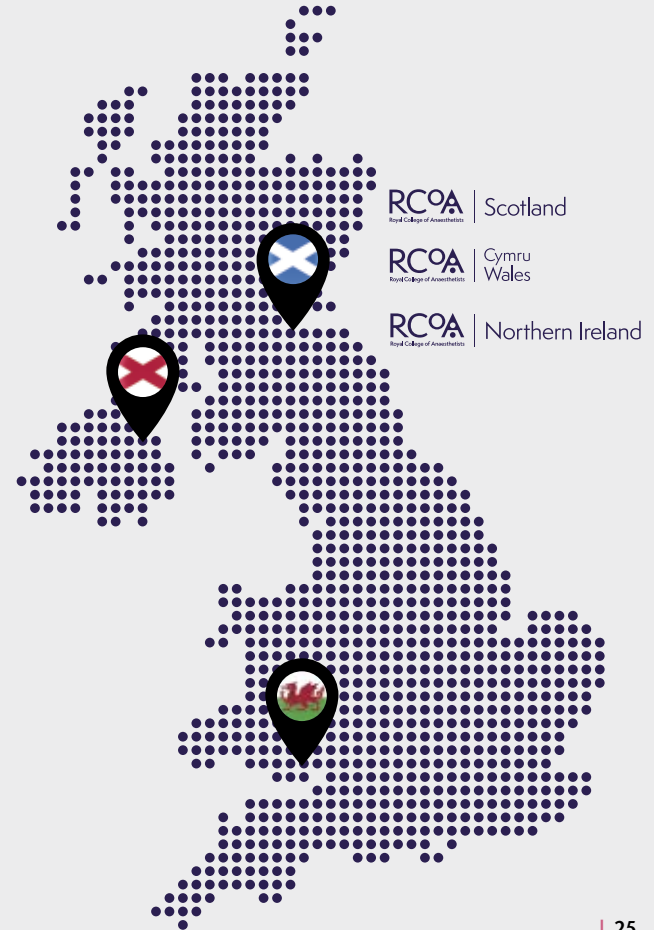 RCOA | Scotland
Royal College of Anaesthetists
RCOA | Cymru
Wales
Royal College of Anaesthetists
RCOA | Northern Ireland
Royal College of Anaesthetists
| 25